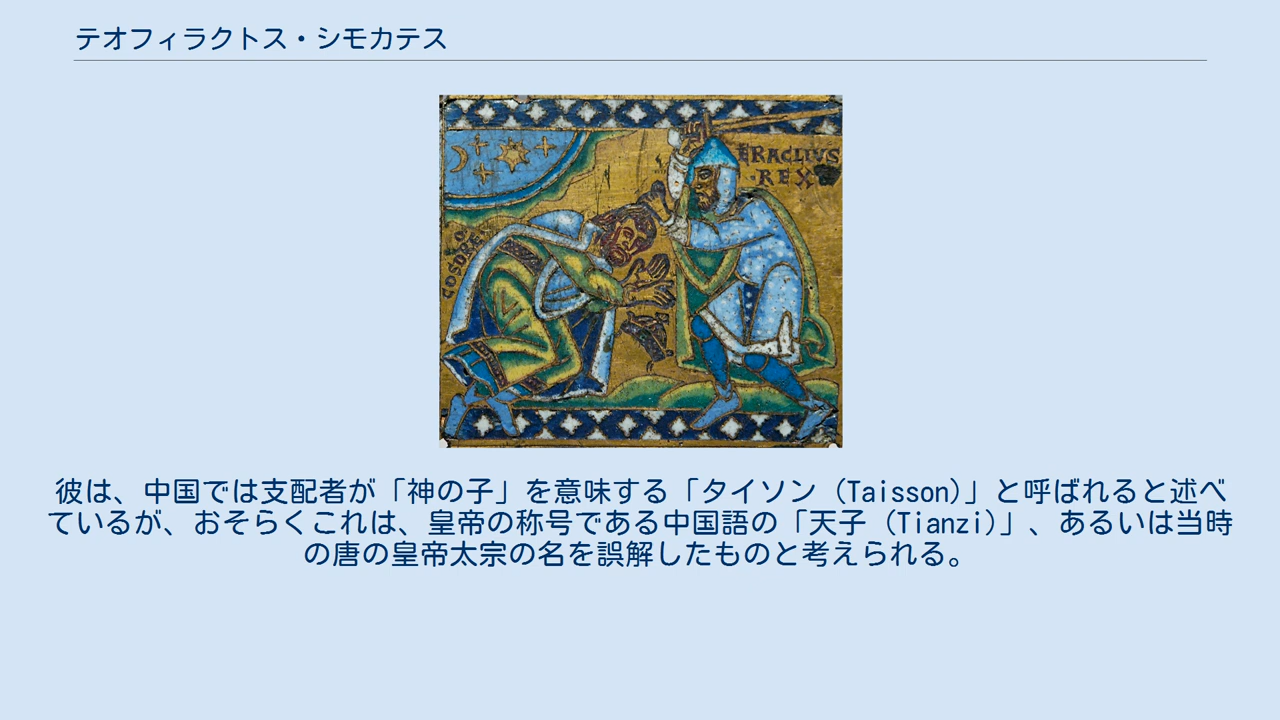 テオフィラクトス・シモカテス
ERACLIUS
·REX
COSDRE
彼は、中国では支配者が「神の子」を意味する「タイソン（Taisson)」と呼ばれると述べ
ているが、おそらくこれは、皇帝の称号である中国語の「天子（Tianzi)」、あるいは当時
の唐の皇帝太宗の名を誤解したものと考えられる。